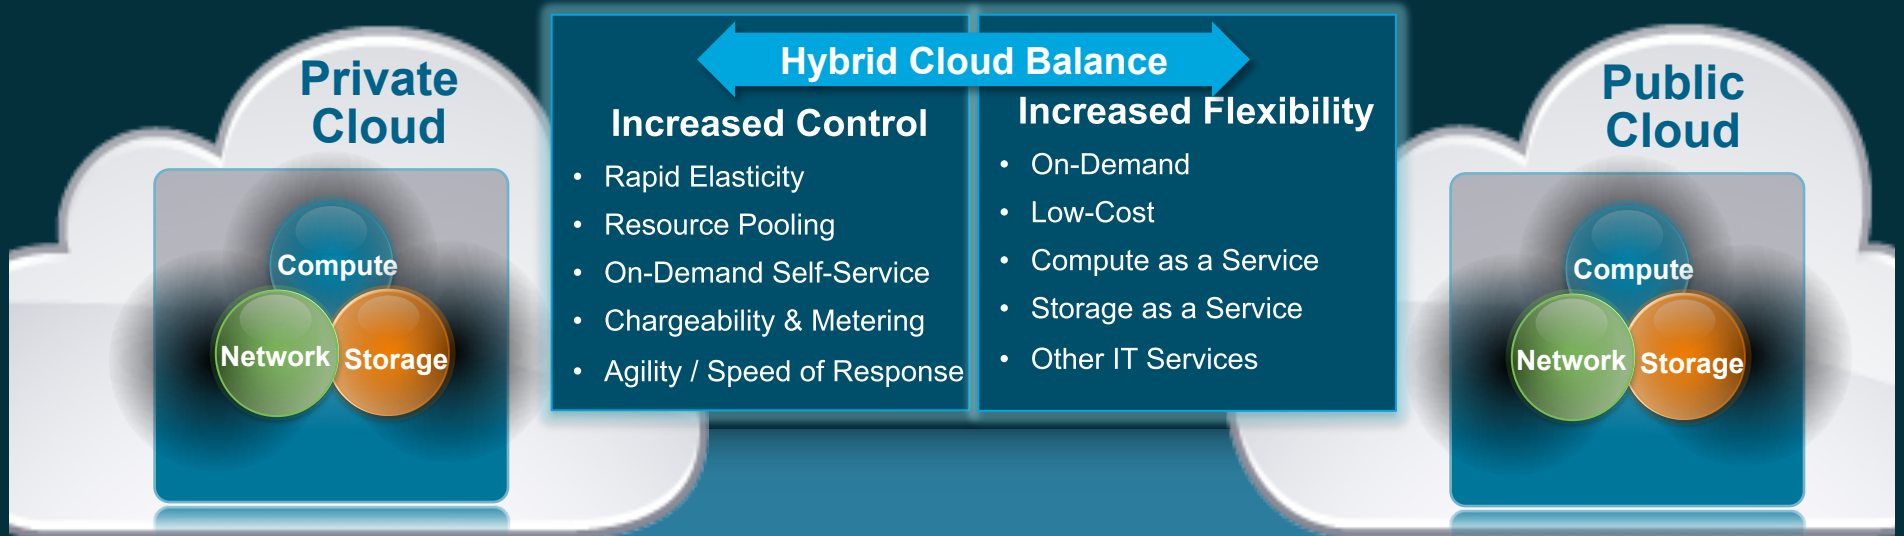 Private
Cloud
Compute
Network
Storage
Hybrid Cloud Balance
Increased Control
• Rapid Elasticity
• Resource Pooling
• On-Demand Self-Service
• Chargeability & Metering
• Agility / Speed of Response
Increased Flexibility
• On-Demand
• Low-Cost
• Compute as a Service
• Storage as a Service
• Other IT Services
Public
Cloud
Compute
Network
Storage